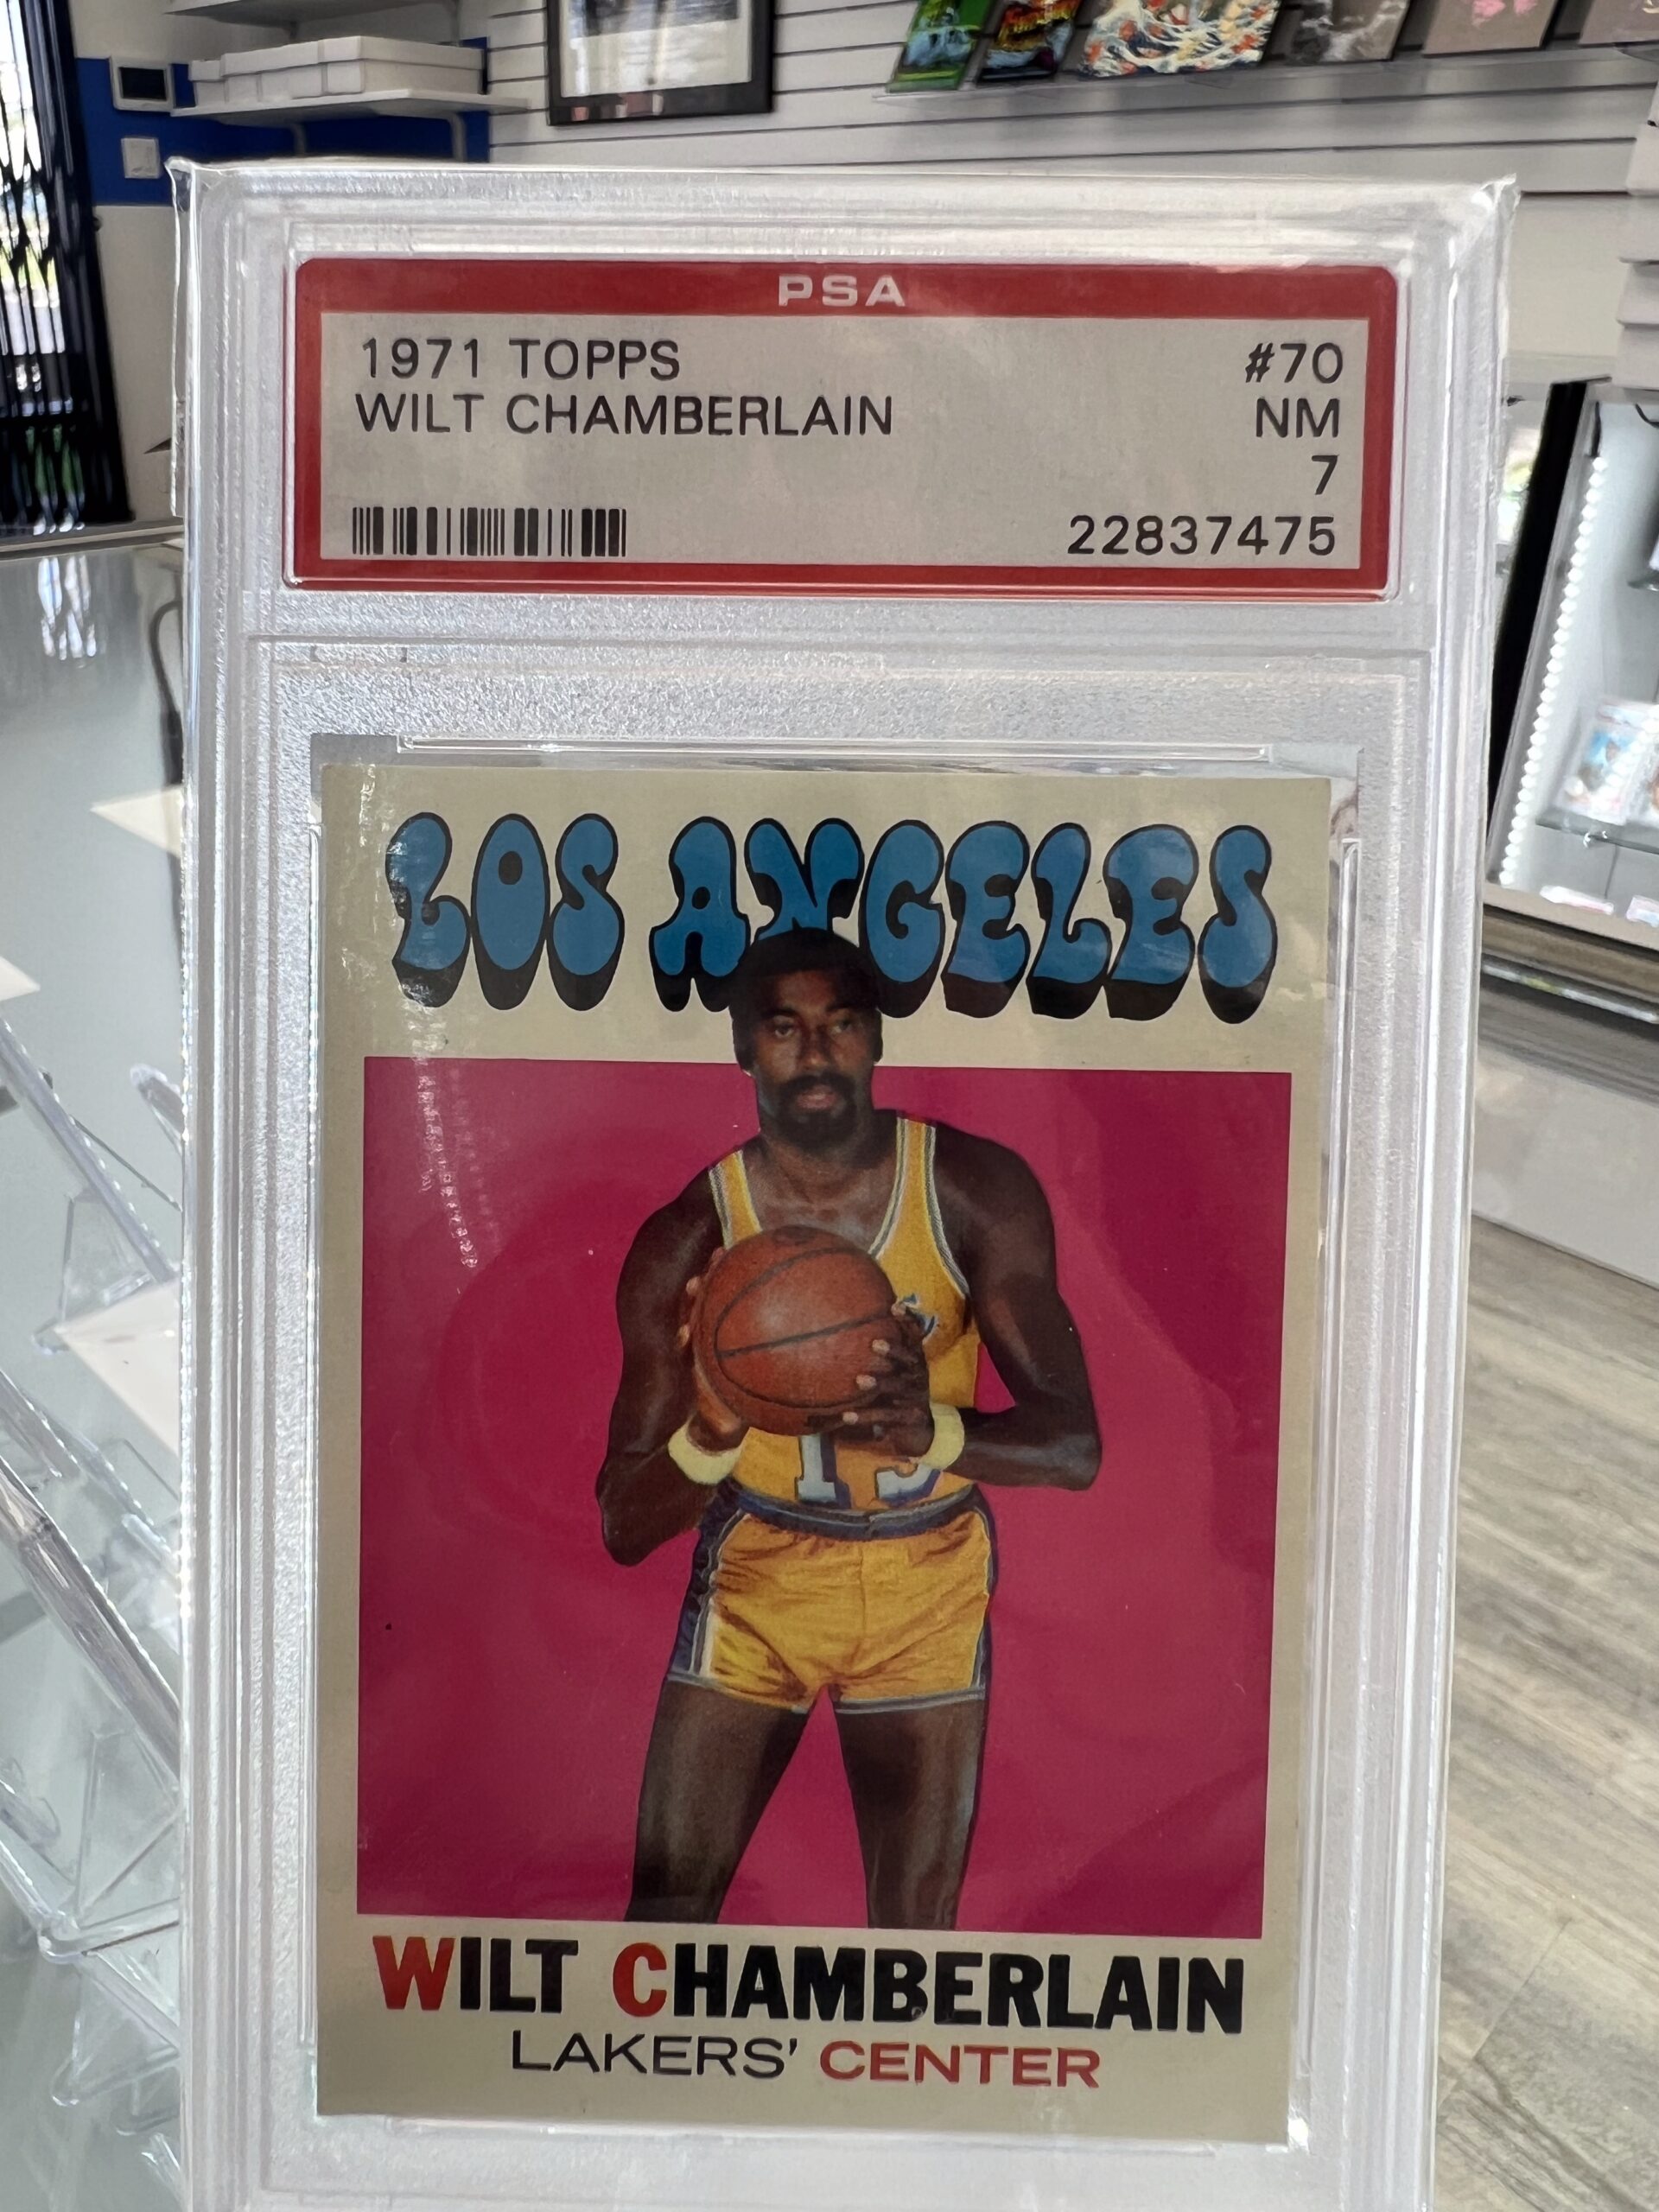 PSA
1971 TOPPS #70
WILT CHAMBERLAIN NM
7
22837475
LOS ANGELES
WILT CHAMBERLAIN
LAKERS' CENTER